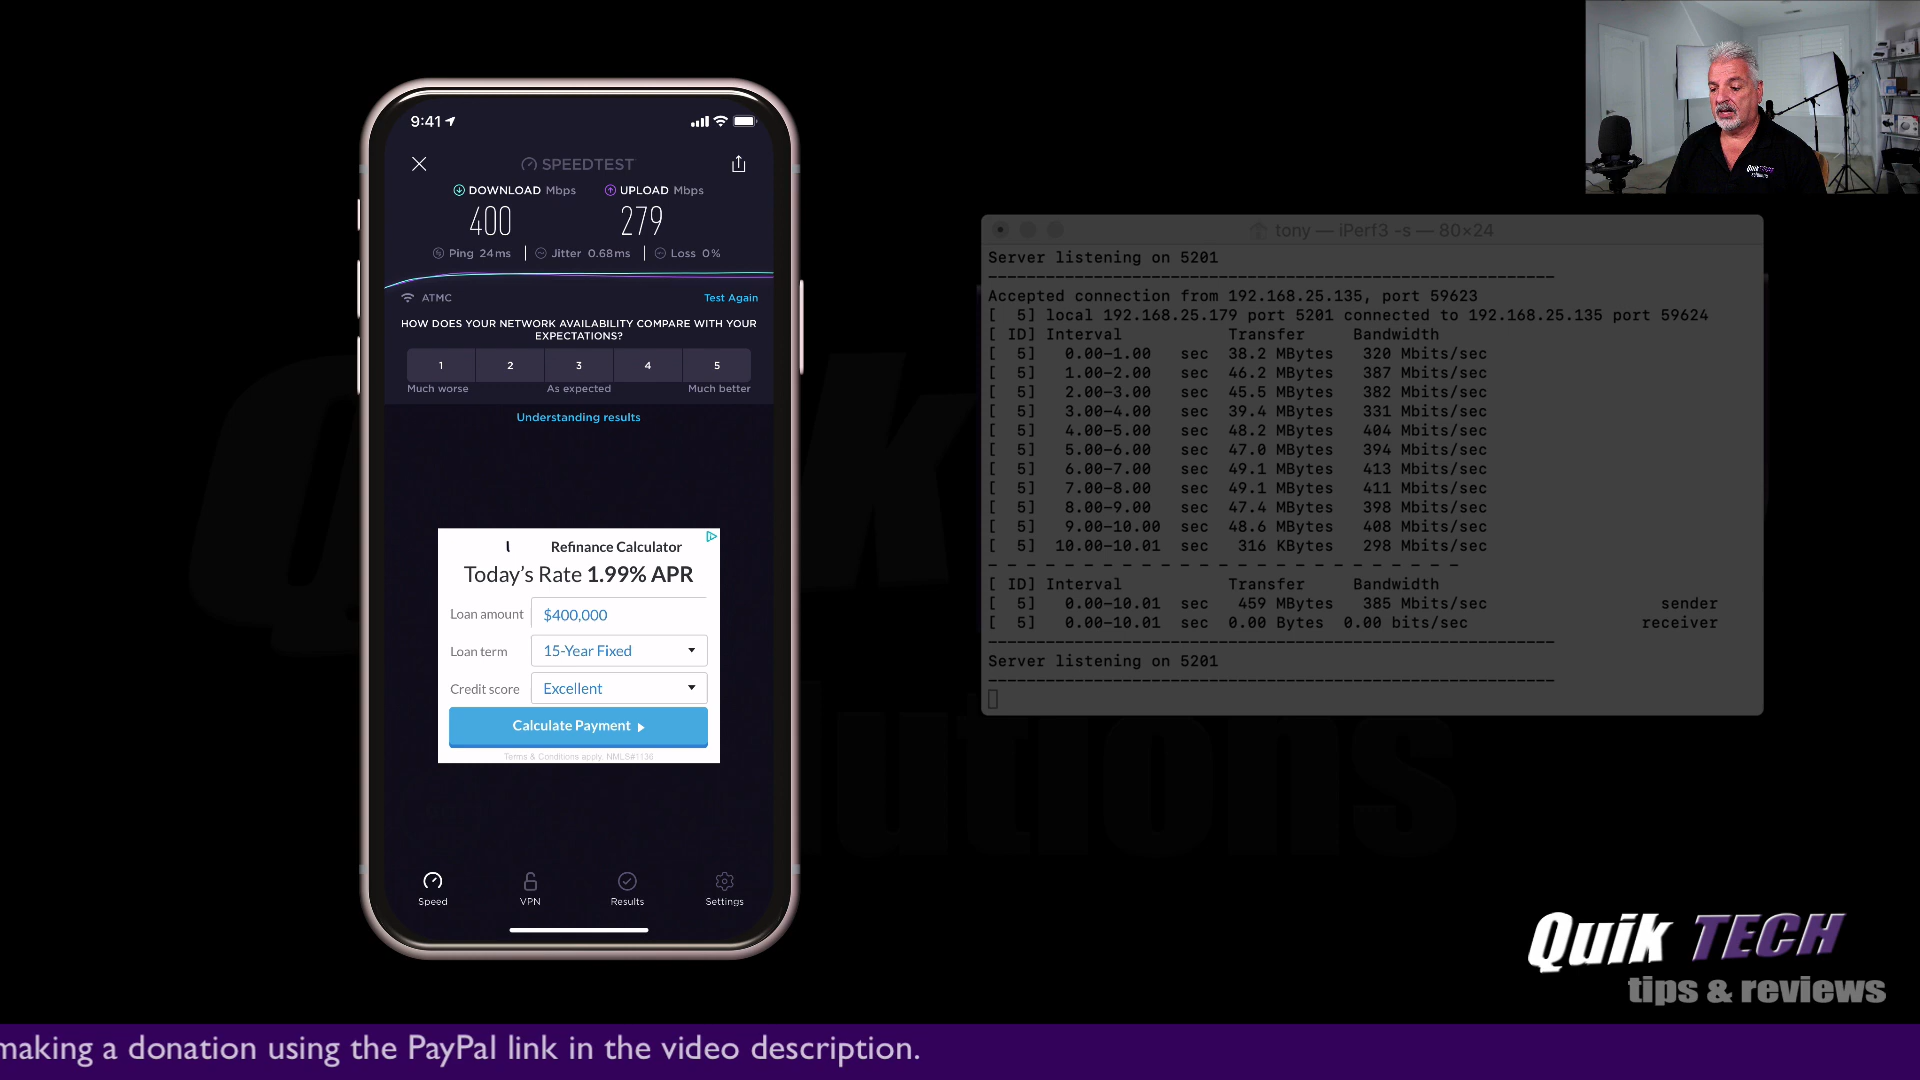 9:41
SPEEDTEST
DOWNLOAD Mbps UPLOAD Mbps
400 279
Ping 24ms Jitter 0.68ms Loss 0%
ATMC Test Again
HOW DOES YOUR NETWORK AVAILABILITY COMPARE WITH YOUR
EXPECTATIONS?
1 2 3 4 5
Much worse As expected Much better
Understanding results
Refinance Calculator
Today's Rate 1.99% APR
Loan amount $400,000
Loan term 15-Year Fixed
Credit score Excellent
Calculate Payment
Terms & Conditions apply. NMLS#1136
Speed VPN Results Settings
tony — iPerf3 -s — 80×24
Server listening on 5201
-----------------------------------------------------------
Accepted connection from 192.168.25.135, port 59623
[  5] local 192.168.25.179 port 5201 connected to 192.168.25.135 port 59624
[ ID] Interval Transfer Bandwidth
[  5] 0.00-1.00 sec 38.2 MBytes 320 Mbits/sec
[  5] 1.00-2.00 sec 46.2 MBytes 387 Mbits/sec
[  5] 2.00-3.00 sec 45.5 MBytes 382 Mbits/sec
[  5] 3.00-4.00 sec 39.4 MBytes 331 Mbits/sec
[  5] 4.00-5.00 sec 48.2 MBytes 404 Mbits/sec
[  5] 5.00-6.00 sec 47.0 MBytes 394 Mbits/sec
[  5] 6.00-7.00 sec 49.1 MBytes 413 Mbits/sec
[  5] 7.00-8.00 sec 49.1 MBytes 411 Mbits/sec
[  5] 8.00-9.00 sec 47.4 MBytes 398 Mbits/sec
[  5] 9.00-10.00 sec 48.6 MBytes 408 Mbits/sec
[  5] 10.00-10.01 sec 316 KBytes 298 Mbits/sec
- - - - - - - - - - - - - - - - - - - - - - - - -
[ ID] Interval Transfer Bandwidth
[  5] 0.00-10.01 sec 459 MBytes 385 Mbits/sec sender
[  5] 0.00-10.01 sec 0.00 Bytes 0.00 bits/sec receiver
-----------------------------------------------------------
Server listening on 5201
-----------------------------------------------------------
Quik TECH
tips & reviews
making a donation using the PayPal link in the video description.